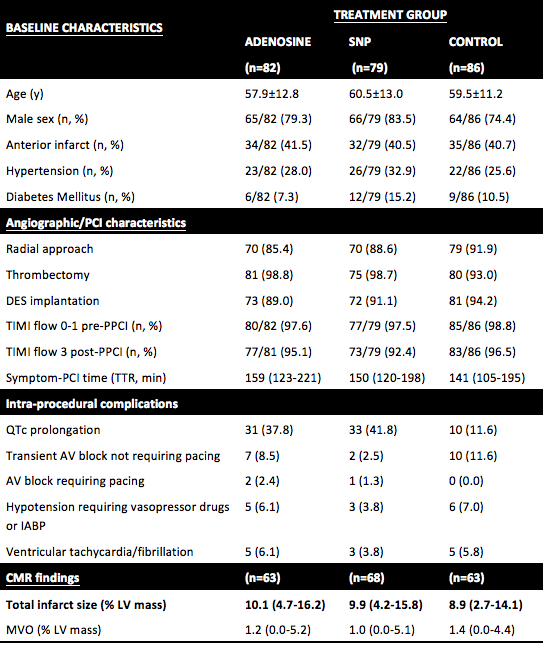 TREATMENT GROUP
BASELINE CHARACTERISTICS
ADENOSINE SNP CONTROL
(n=82) (n=79) (n=86)
Age (y) 57.9±12.8 60.5±13.0 59.5±11.2
Male sex (n, %) 65/82 (79.3) 66/79 (83.5) 64/86 (74.4)
Anterior infarct (n, %) 34/82 (41.5) 32/79 (40.5) 35/86 (40.7)
Hypertension (n, %) 23/82 (28.0) 26/79 (32.9) 22/86 (25.6)
Diabetes Mellitus (n, %) 6/82 (7.3) 12/79 (15.2) 9/86 (10.5)
Angiographic/PCI characteristics
Radial approach 70 (85.4) 70 (88.6) 79 (91.9)
Thrombectomy 81 (98.8) 75 (98.7) 80 (93.0)
DES implantation 73 (89.0) 72 (91.1) 81 (94.2)
TIMI flow 0-1 pre-PPCI (n, %) 80/82 (97.6) 77/79 (97.5) 85/86 (98.8)
TIMI flow 3 post-PPCI (n, %) 77/81 (95.1) 73/79 (92.4) 83/86 (96.5)
Symptom-PCI time (TTR, min) 159 (123-221) 150 (120-198) 141 (105-195)
Intra-procedural complications
QTc prolongation 31 (37.8) 33 (41.8) 10 (11.6)
Transient AV block not requiring pacing 7 (8.5) 2 (2.5) 10 (11.6)
AV block requiring pacing 2 (2.4) 1 (1.3) 0 (0.0)
Hypotension requiring vasopressor drugs 5 (6.1) 3 (3.8) 6 (7.0)
or IABP
Ventricular tachycardia/fibrillation 5 (6.1) 3 (3.8) 5 (5.8)
CMR findings (n=63) (n=68) (n=63)
Total infarct size (% LV mass) 10.1 (4.7-16.2) 9.9 (4.2-15.8) 8.9 (2.7-14.1)
MVO (% LV mass) 1.2 (0.0-5.2) 1.0 (0.0-5.1) 1.4 (0.0-4.4)